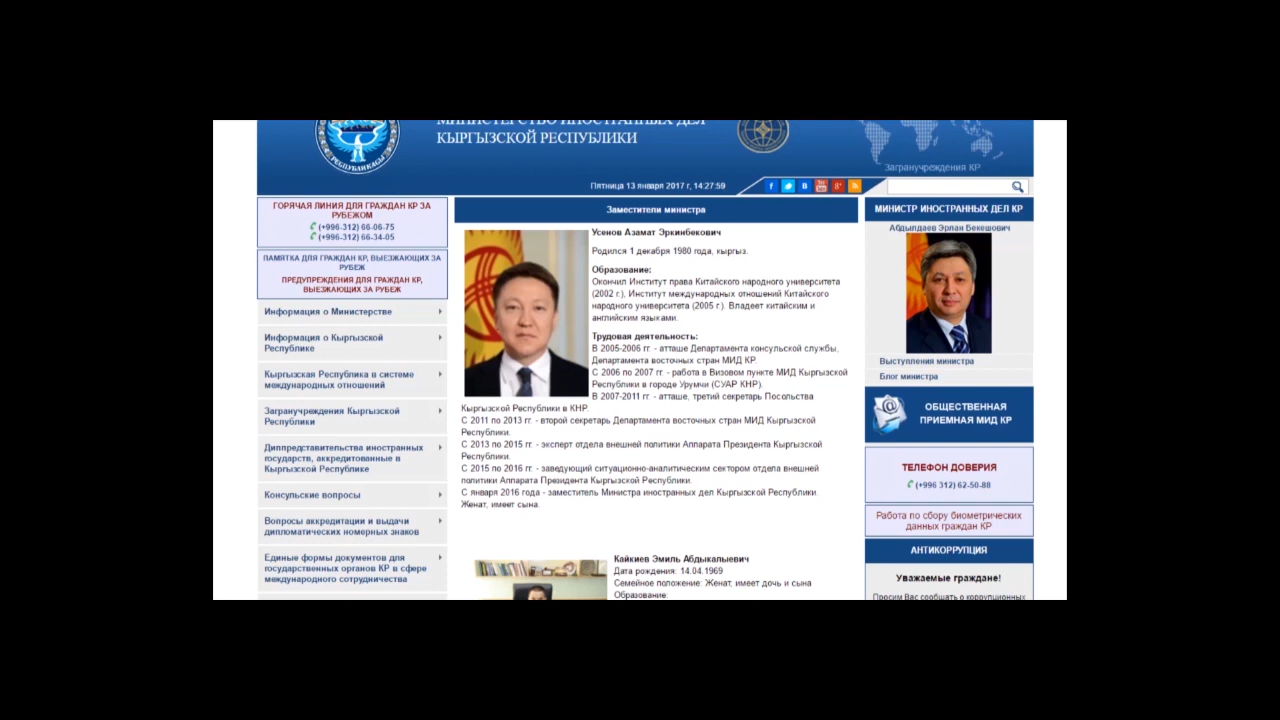 МИНИСТЕРСТВО ИНОСТРАННЫХ ДЕЛ
КЫРГЫЗСКОЙ РЕСПУБЛИКИ
РЕСПУБЛИКАСЫ
Загранучреждения КР
Пятница 13 января 2017 г, 14:27:59
ГОРЯЧАЯ ЛИНИЯ ДЛЯ ГРАЖДАН КР ЗА
РУБЕЖОМ
(+996-312) 66-06-75
(+996-312) 66-34-05
ПАМЯТКА ДЛЯ ГРАЖДАН КР, ВЫЕЗЖАЮЩИХ ЗА
РУБЕЖ
ПРЕДУПРЕЖДЕНИЯ ДЛЯ ГРАЖДАН КР,
ВЫЕЗЖАЮЩИХ ЗА РУБЕЖ
Информация о Министерстве
Информация о Кыргызской
Республике
Кыргызская Республика в системе
международных отношений
Загранучреждения Кыргызской
Республики
Диппредставительства иностранных
государств, аккредитованные в
Кыргызской Республике
Консульские вопросы
Вопросы аккредитации и выдачи
дипломатических номерных знаков
Единые формы документов для
государственных органов КР в сфере
международного сотрудничества
Заместители министра
Усенов Азамат Эркинбекович
Родился 1 декабря 1980 года, кыргыз.
Образование:
Окончил Институт права Китайского народного университета
(2002 г.), Институт международных отношений Китайского
народного университета (2005 г.). Владеет китайским и
английским языками.
Трудовая деятельность:
В 2005-2006 гг. - атташе Департамента консульской службы,
Департамента восточных стран МИД КР.
С 2006 по 2007 гг. - работа в Визовом пункте МИД Кыргызской
Республики в городе Урумчи (СУАР КНР).
В 2007-2011 гг. - атташе, третий секретарь Посольства
Кыргызской Республики в КНР.
С 2011 по 2013 гг. - второй секретарь Департамента восточных стран МИД Кыргызской
Республики.
С 2013 по 2015 гг. - эксперт отдела внешней политики Аппарата Президента Кыргызской
Республики.
С 2015 по 2016 гг. - заведующий ситуационно-аналитическим сектором отдела внешней
политики Аппарата Президента Кыргызской Республики.
С января 2016 года - заместитель Министра иностранных дел Кыргызской Республики.
Женат, имеет сына.
Кайкиев Эмиль Абдыкалыевич
Дата рождения: 14.04.1969
Семейное положение: Женат, имеет дочь и сына
Образование:
МИНИСТР ИНОСТРАННЫХ ДЕЛ КР
Абдылдаев Эрлан Бекешович
Выступления министра
Блог министра
ОБЩЕСТВЕННАЯ
ПРИЕМНАЯ МИД КР
ТЕЛЕФОН ДОВЕРИЯ
(+996 312) 62-50-88
Работа по сбору биометрических
данных граждан КР
АНТИКОРРУПЦИЯ
Уважаемые граждане!
Просим Вас сообщать о коррупционных